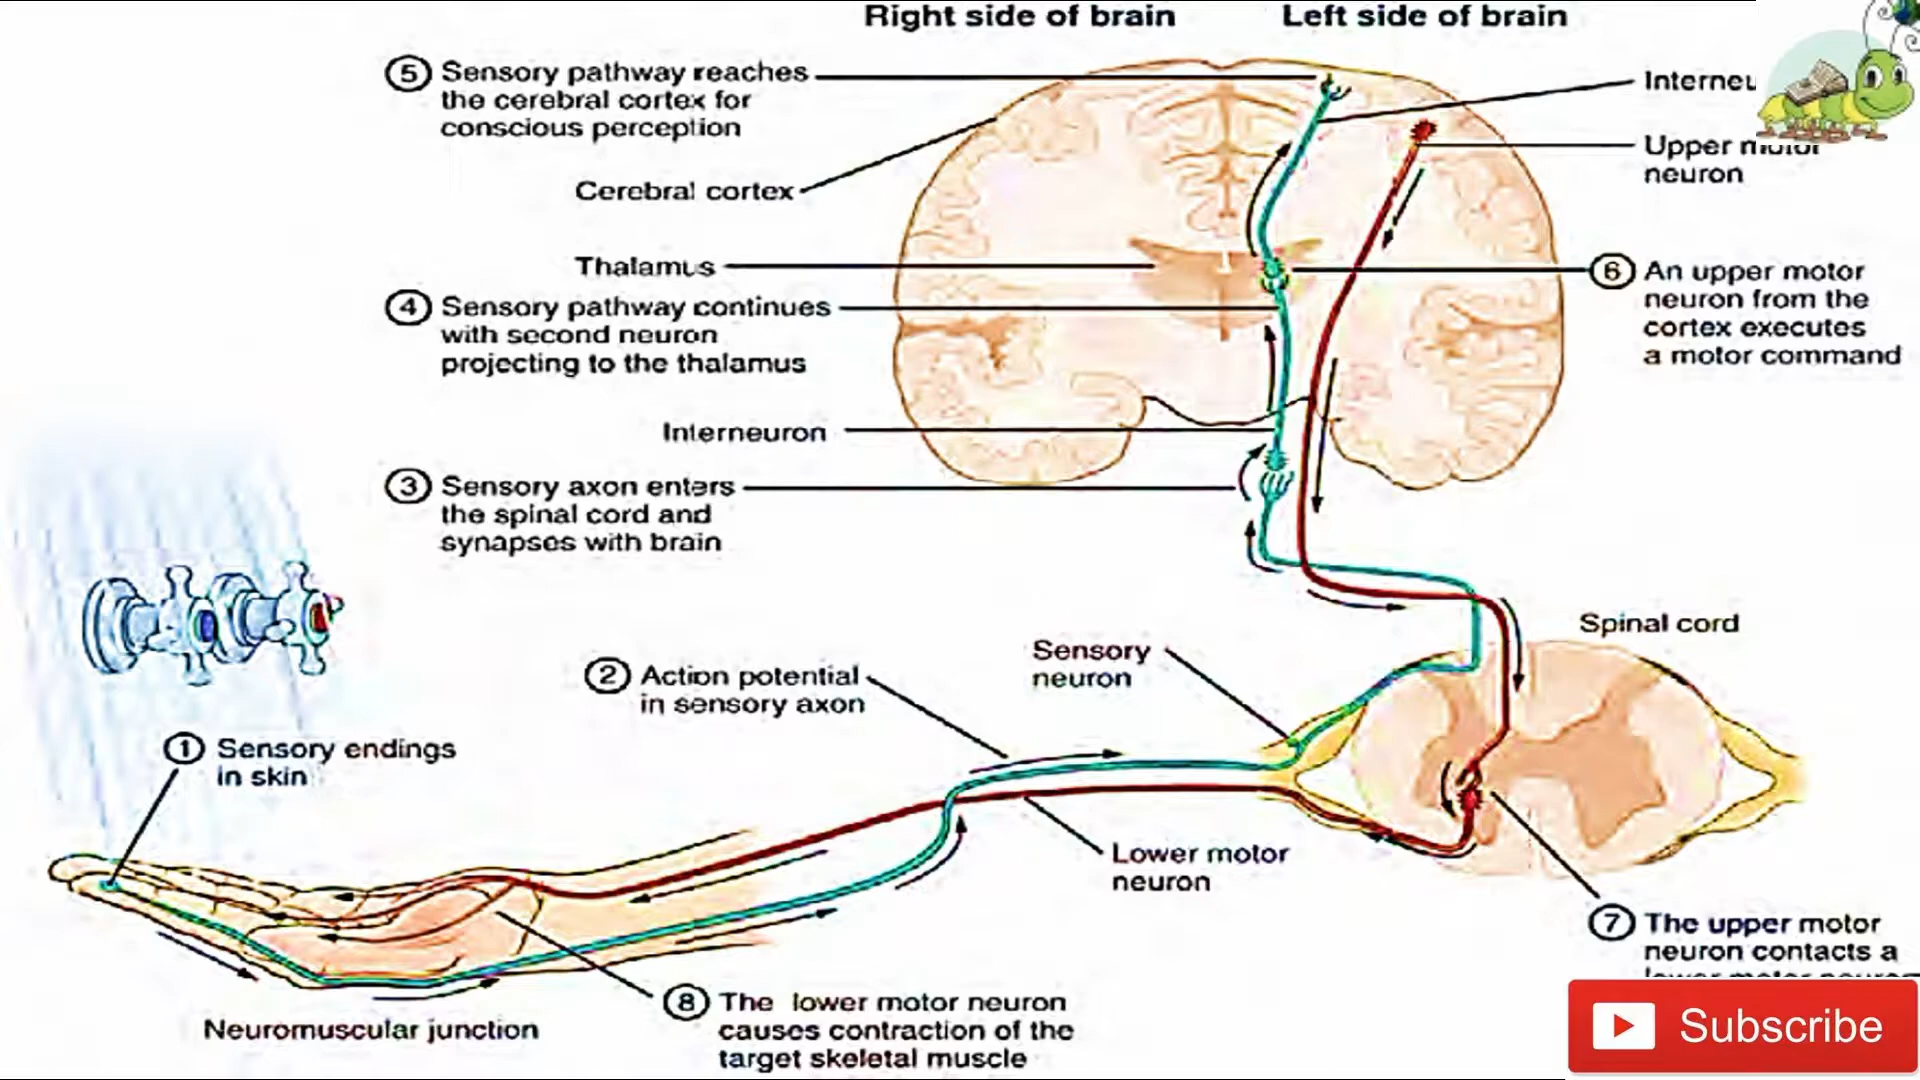 Right side of brain
Left side of brain
5 Sensory pathway reaches
the cerebral cortex for
conscious perception
Cerebral cortex
Thalamus
4 Sensory pathway continues
with second neuron
projecting to the thalamus
Interneuron
3 Sensory axon enters
the spinal cord and
synapses with brain
Interneu
Upper motor
neuron
6 An upper motor
neuron from the
cortex executes
a motor command
Spinal cord
Sensory
neuron
2 Action potential
in sensory axon
1 Sensory endings
in skin
Lower motor
neuron
7 The upper motor
neuron contacts a
8 The lower motor neuron
causes contraction of the
target skeletal muscle
Neuromuscular junction
Subscribe